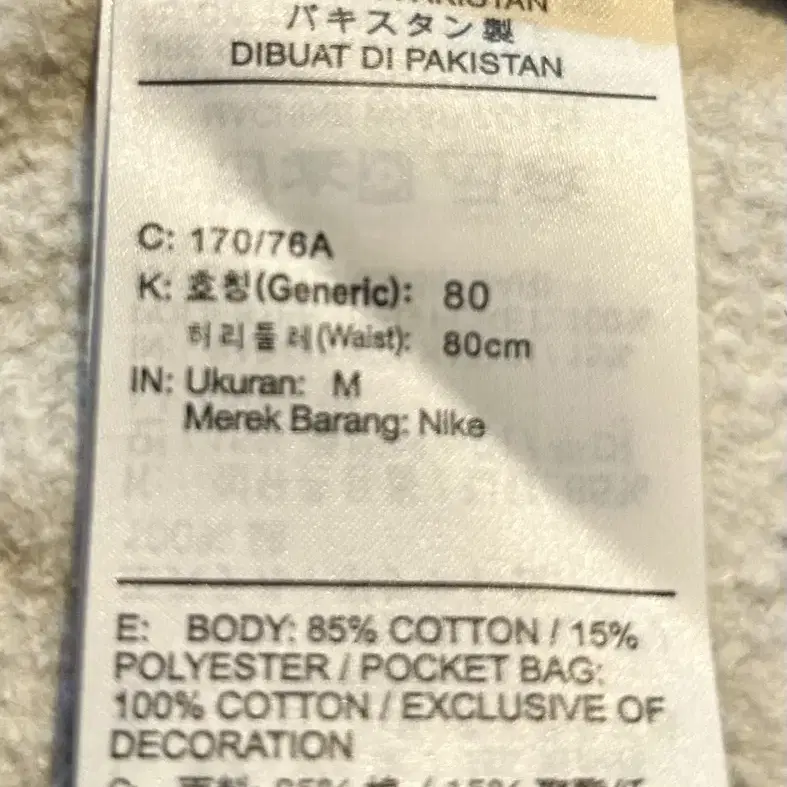 PAKISTAN
パキスタン製
DIBUAT DI PAKISTAN
C: 170/76A
K: 호칭(Generic): 80
허리둘레(Waist): 80cm
IN: Ukuran: M
Merek Barang: Nike
E: BODY: 85% COTTON / 15%
POLYESTER / POCKET BAG:
100% COTTON / EXCLUSIVE OF
DECORATION